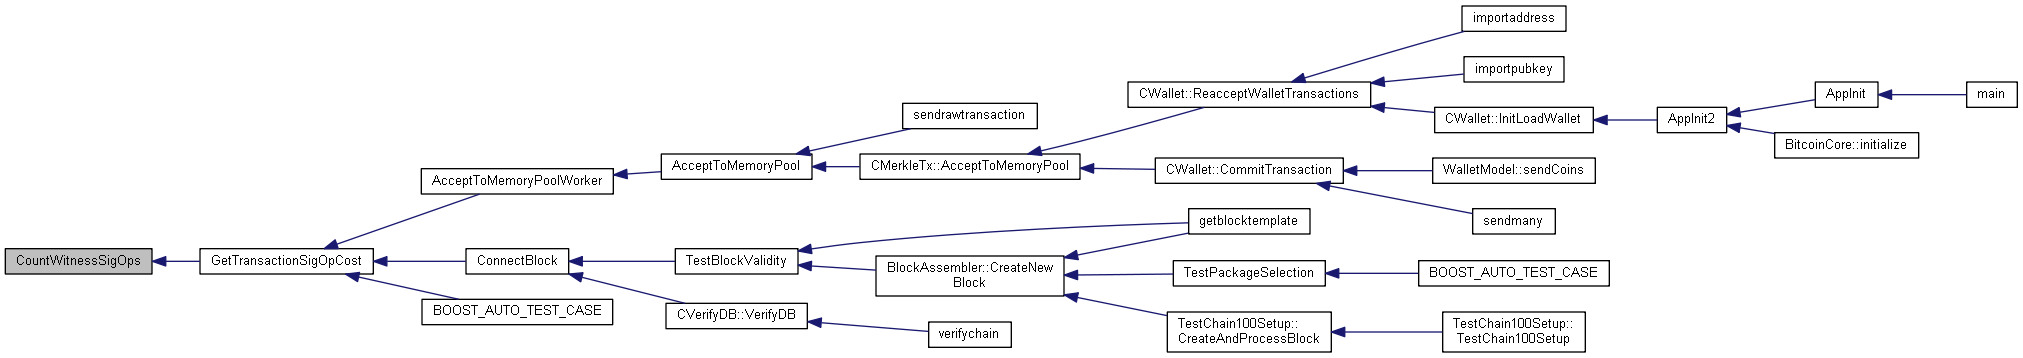 importaddress
importpubkey
CWallet::ReacceptWalletTransactions
AppInit
main
sendrawtransaction
CWallet::InitLoadWallet
AppInit2
BitcoinCore::initialize
AcceptToMemoryPool
CMerkleTx::AcceptToMemoryPool
CWallet::CommitTransaction
WalletModel::sendCoins
AcceptToMemoryPoolWorker
sendmany
getblocktemplate
CountWitnessSigOps
GetTransactionSigOpCost
ConnectBlock
TestBlockValidity
BlockAssembler::CreateNew
Block
TestPackageSelection
BOOST_AUTO_TEST_CASE
BOOST_AUTO_TEST_CASE
CVerifyDB::VerifyDB
verifychain
TestChain100Setup::
CreateAndProcessBlock
TestChain100Setup::
TestChain100Setup